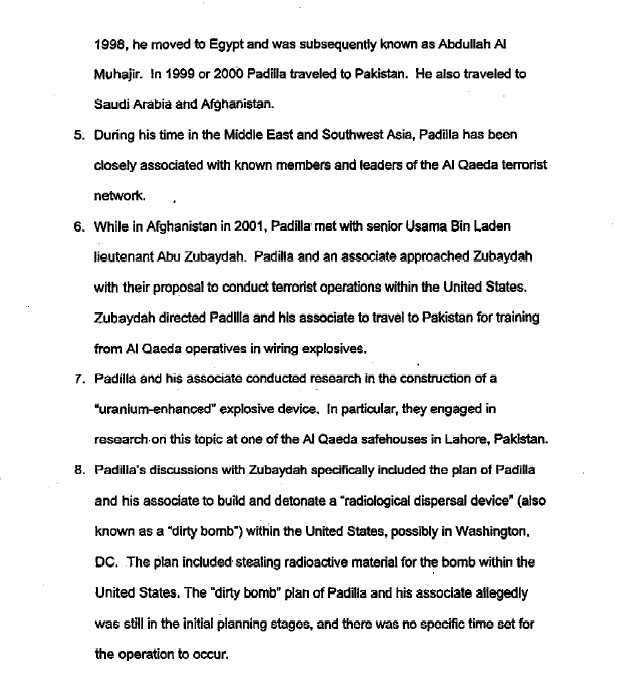 1998, he moved to Egypt and was subsequently known as Abdullah Al
Muhajir. In 1999 or 2000 Padilla traveled to Pakistan. He also traveled to
Saudi Arabia and Afghanistan.
5. During his time in the Middle East and Southwest Asia, Padilla has been
closely associated with known members and leaders of the Al Qaeda terrorist
network.
6. While in Afghanistan in 2001, Padilla met with senior Usama Bin Laden
lieutenant Abu Zubaydah. Padilla and an associate approached Zubaydah
with their proposal to conduct terrorist operations within the United States.
Zubaydah directed Padilla and his associate to travel to Pakistan for training
from Al Qaeda operatives in wiring explosives.
7. Padilla and his associate conducted research in the construction of a
"uranium-enhanced" explosive device. In particular, they engaged in
research on this topic at one of the Al Qaeda safehouses in Lahore, Pakistan.
8. Padilla's discussions with Zubaydah specifically included the plan of Padilla
and his associate to build and detonate a "radiological dispersal device" (also
known as a "dirty bomb") within the United States, possibly in Washington,
DC. The plan included stealing radioactive material for the bomb within the
United States. The "dirty bomb" plan of Padilla and his associate allegedly
was still in the initial planning stages, and there was no specific time set for
the operation to occur.